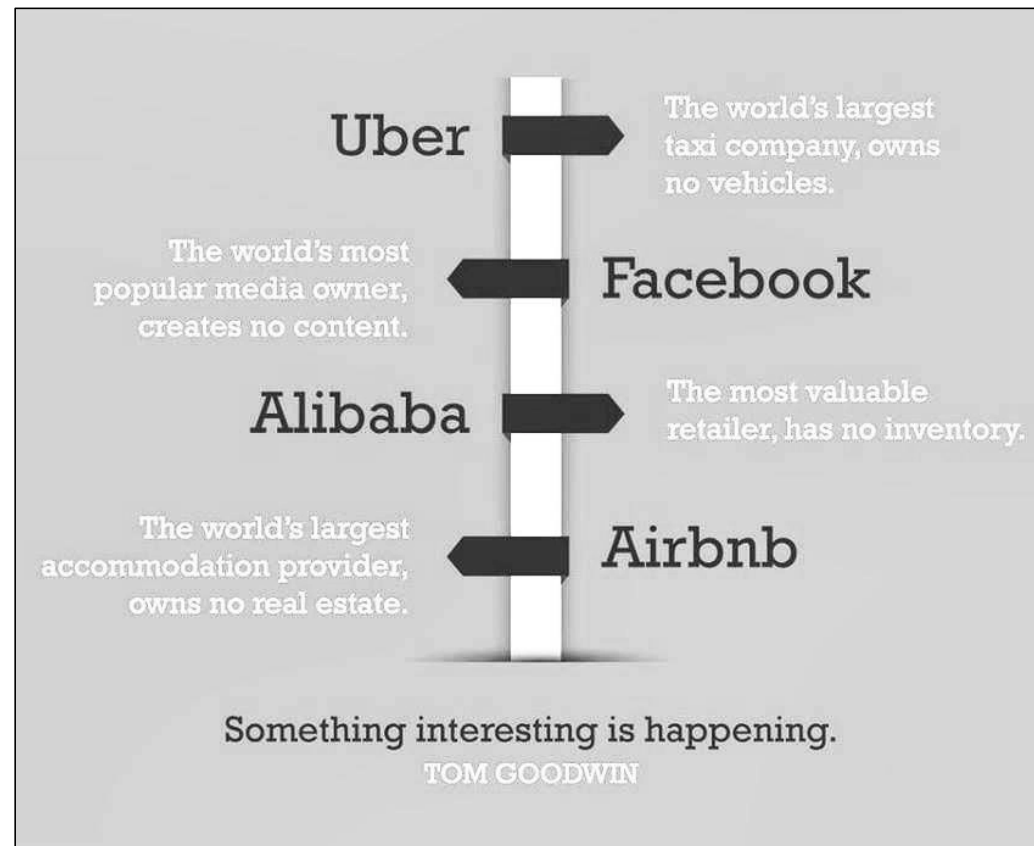 Uber
The world's largest
taxi company, owns
no vehicles.
The world's most
popular media owner,
creates no content.
Facebook
Alibaba
The most valuable
retailer, has no inventory.
The world's largest
accommodation provider,
owns no real estate.
Airbnb
Something interesting is happening.
TOM GOODWIN